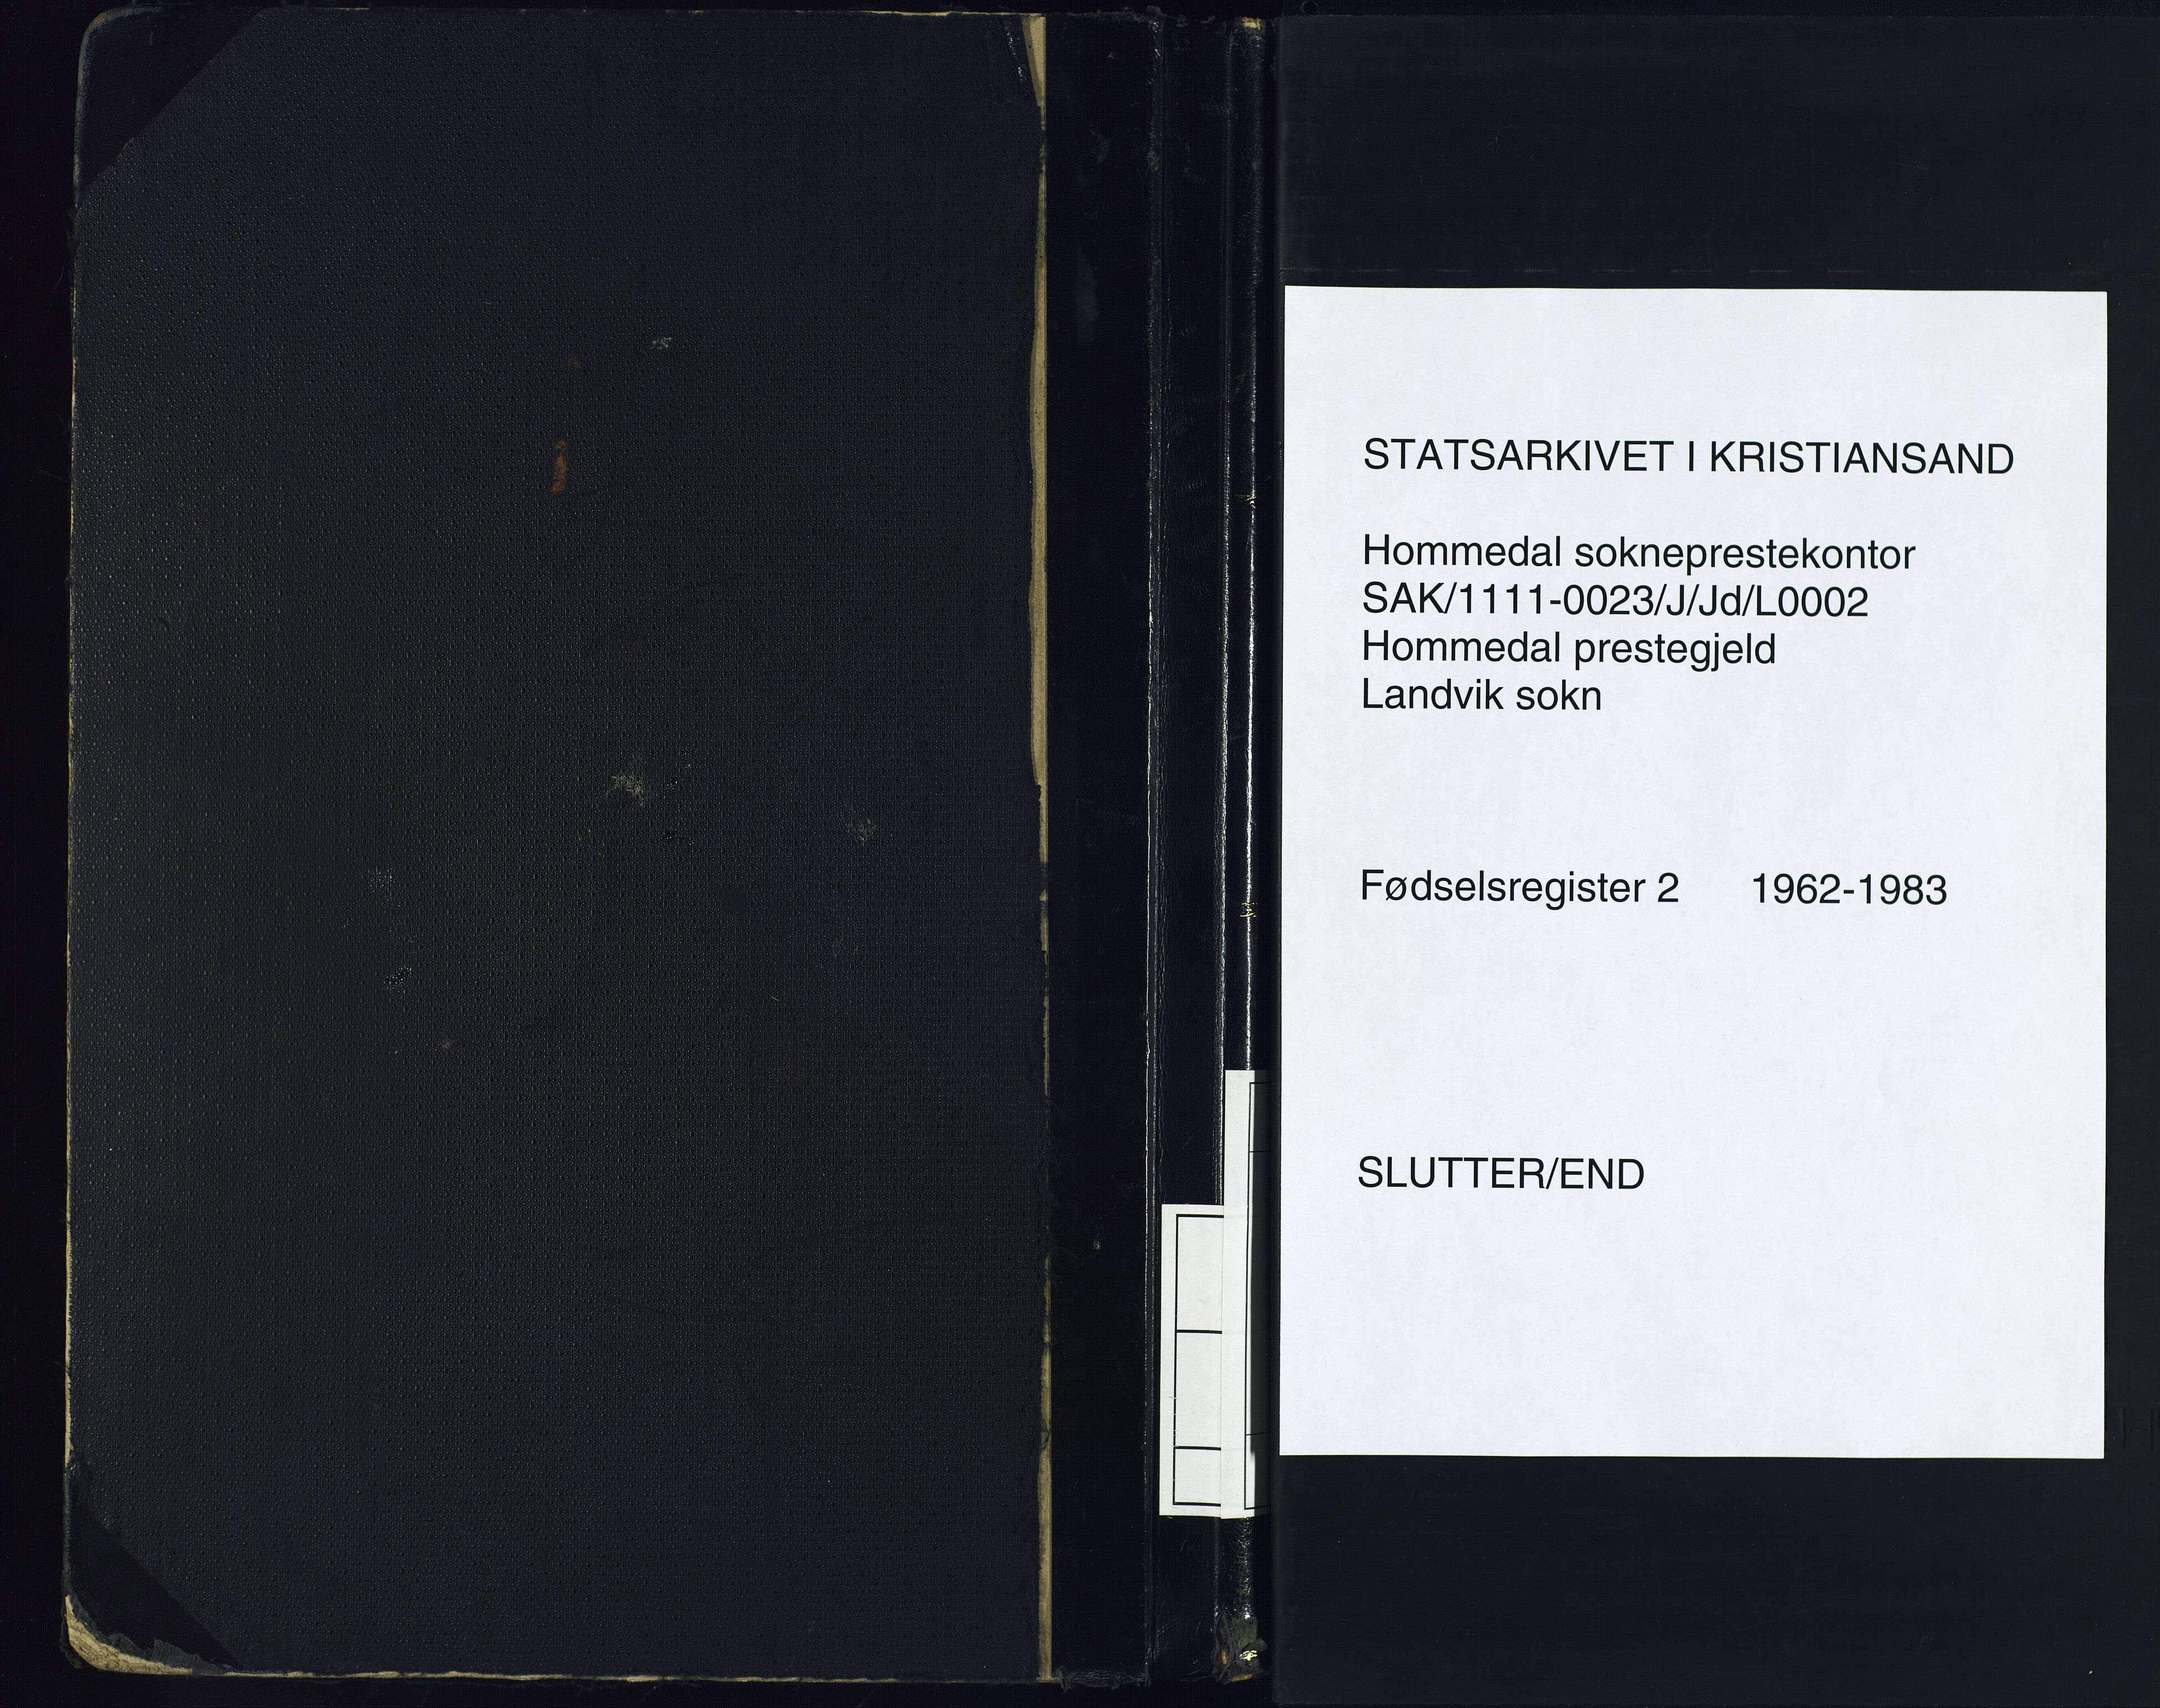 STATSARKIVET I KRISTIANSAND
Hommedal sokneprestekontor
SAK/1111-0023/J/Jd/L0002
Hommedal prestegjeld
Landvik sokn
Fødselsregister 2 1962-1983
SLUTTER/END